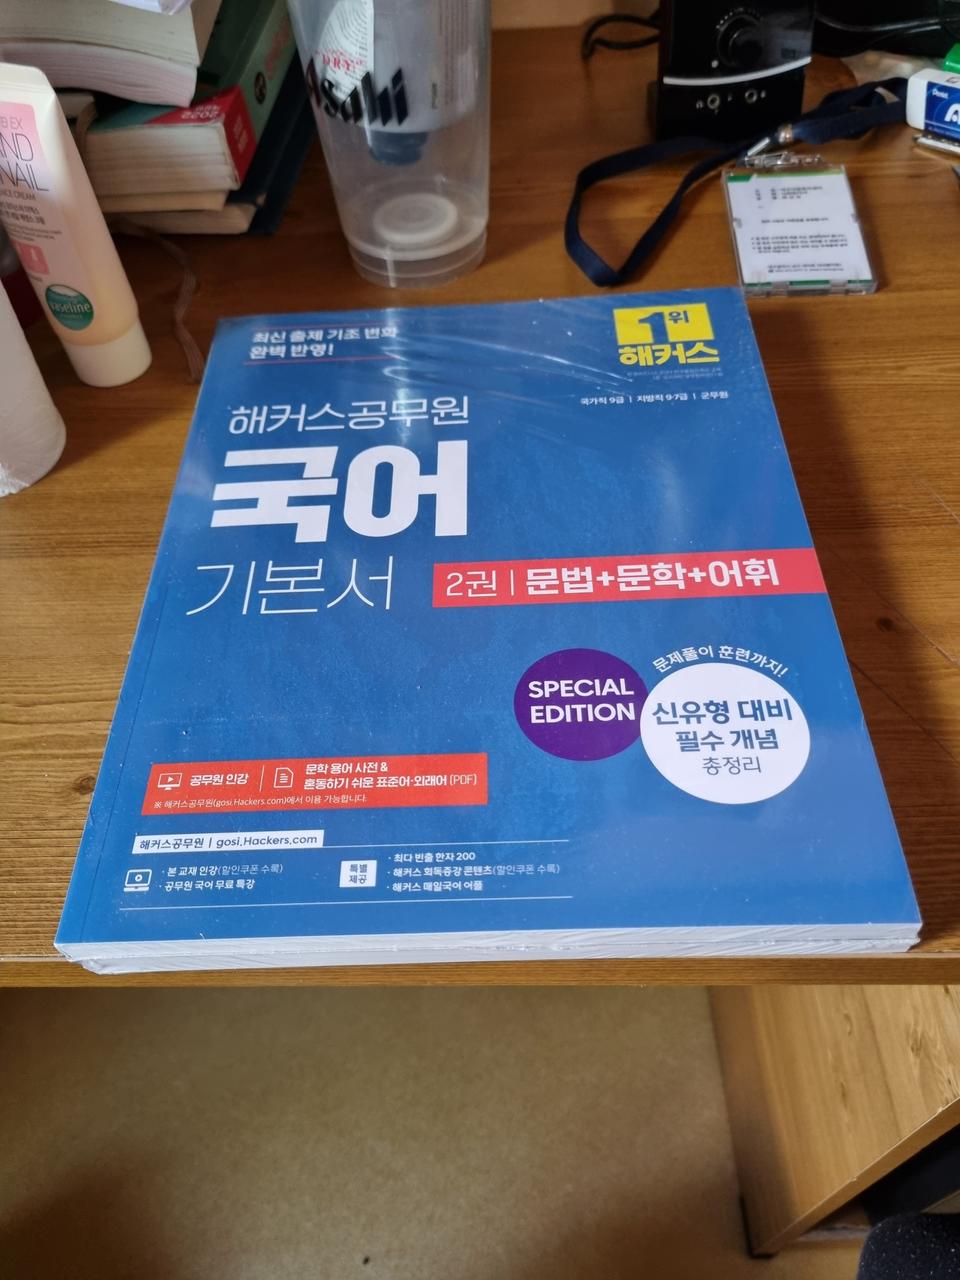 Asahi
DRY
2022
ND
NAIL
vaseline
Pentel
최신 출제 기조 변화
완벽 반영!
1위
해커스
국가직 9급 | 지방직 9·7급 | 군무원
해커스공무원
국어
기본서
2권 | 문법+문학+어휘
SPECIAL
EDITION
문제풀이 훈련까지!
신유형 대비
필수 개념
총정리
공무원 인강
문학 용어 사전 &
혼동하기 쉬운 표준어·외래어 (PDF)
※ 해커스공무원(gosi.Hackers.com)에서 이용 가능합니다.
해커스공무원 | gosi.Hackers.com
· 본 교재 인강(할인쿠폰 수록)
· 공무원 국어 무료 특강
특별
제공
· 최다 빈출 한자 200
· 해커스 회독증강 콘텐츠(할인쿠폰 수록)
· 해커스 매일국어 어플